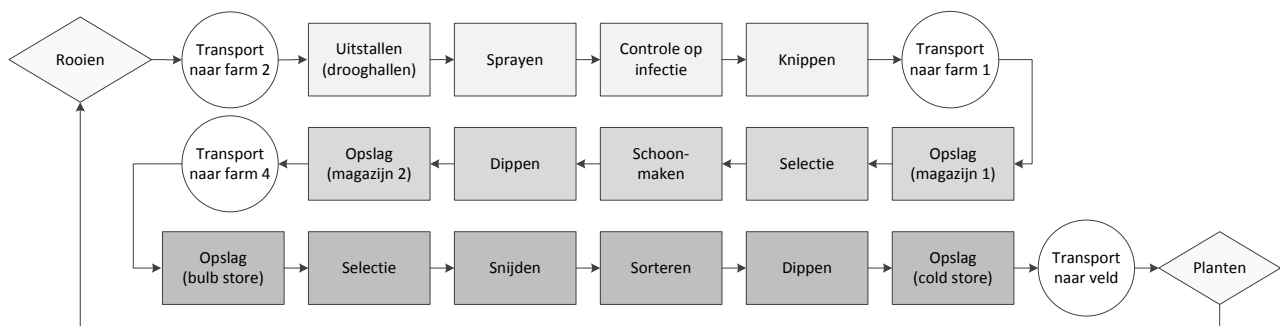 Rooien
Transport
naar farm 2
Uitstallen
(drooghallen)
Sprayen
Controle op
infectie
Knippen
Transport
naar farm 1
Transport
naar farm 4
Opslag
(magazijn 2)
Dippen
Schoon-
maken
Selectie
Opslag
(magazijn 1)
Opslag
(bulb store)
Selectie
Snijden
Sorteren
Dippen
Opslag
(cold store)
Transport
naar veld
Planten